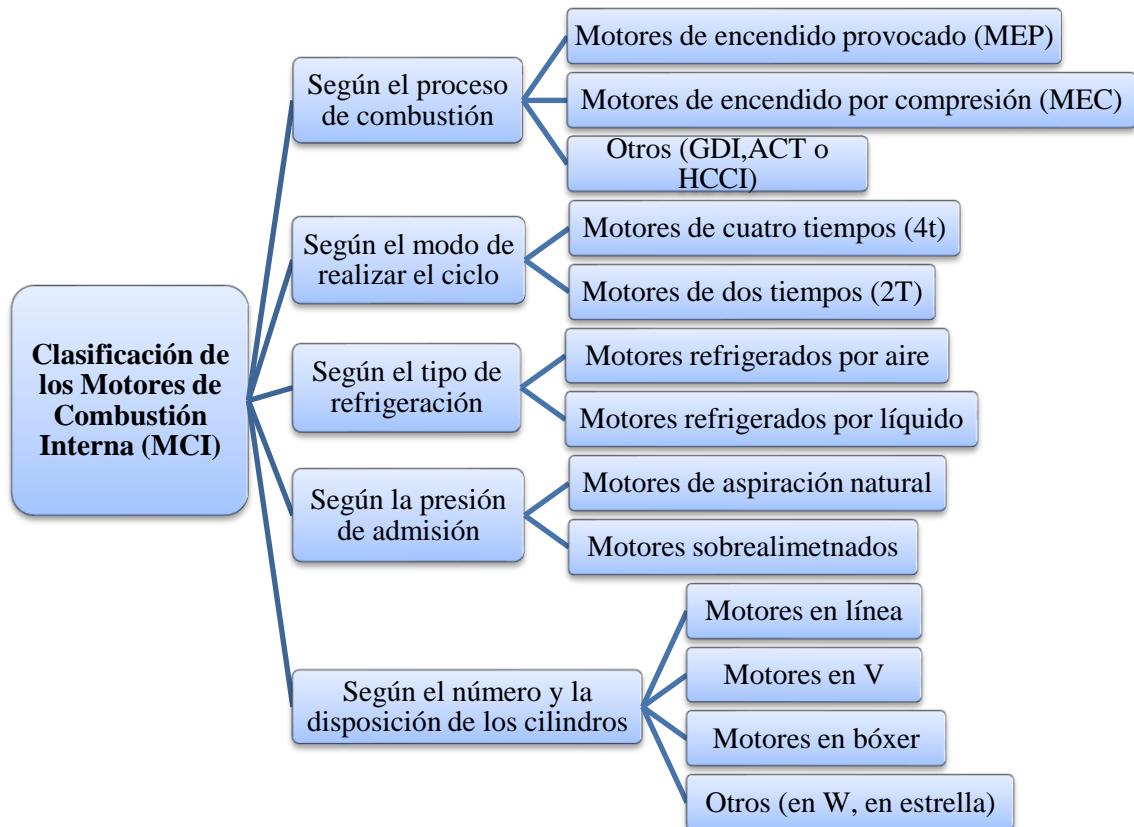 Clasificación de
los Motores de
Combustión
Interna (MCI)
Según el proceso
de combustión
Motores de encendido provocado (MEP)
Motores de encendido por compresión (MEC)
Otros (GDI,ACT o
HCCI)
Según el modo de
realizar el ciclo
Motores de cuatro tiempos (4t)
Motores de dos tiempos (2T)
Según el tipo de
refrigeración
Motores refrigerados por aire
Motores refrigerados por líquido
Según la presión
de admisión
Motores de aspiración natural
Motores sobrealimetnados
Según el número y la
disposición de los cilindros
Motores en línea
Motores en V
Motores en bóxer
Otros (en W, en estrella)